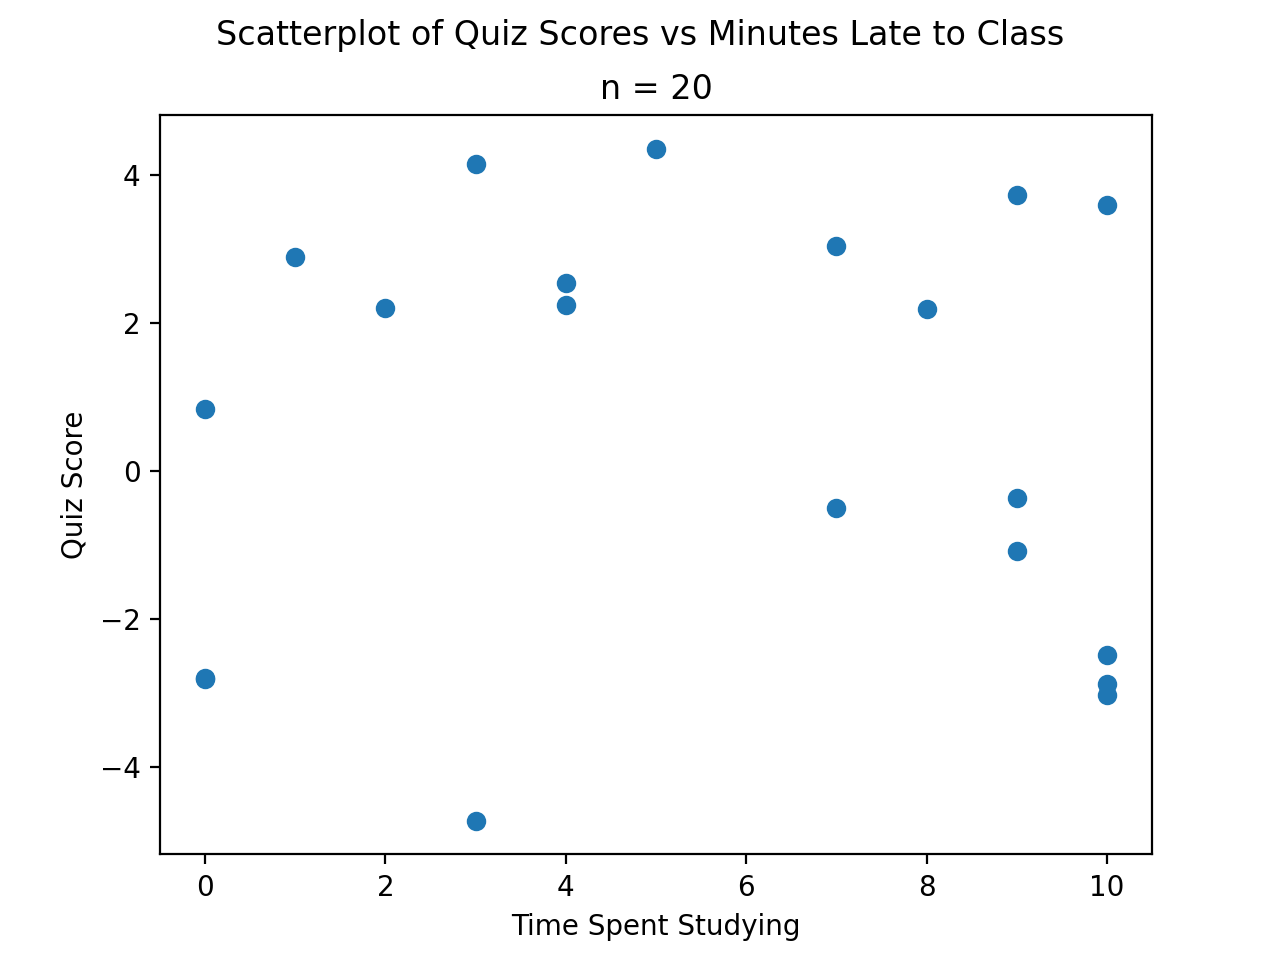 Scatterplot of Quiz Scores vs Minutes Late to Class
n = 20
4
2
0
−2
−4
Quiz Score
0 2 4 6 8 10
Time Spent Studying